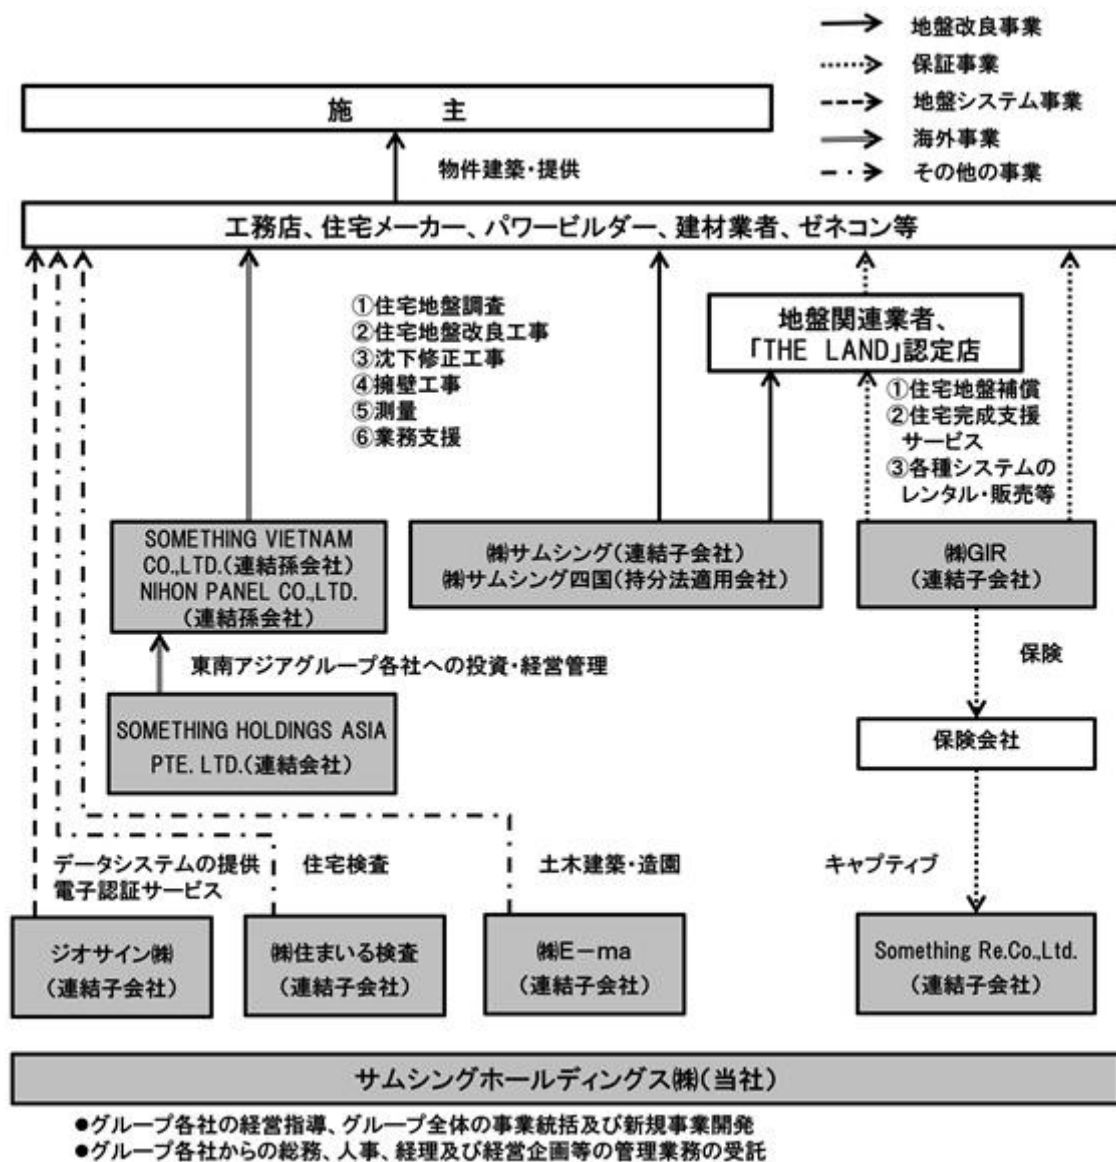 地盤改良事業
保証事業
地盤システム事業
海外事業
その他の事業
施　　　主
物件建築・提供
工務店、住宅メーカー、パワービルダー、建材業者、ゼネコン等
①住宅地盤調査
②住宅地盤改良工事
③沈下修正工事
④擁壁工事
⑤測量
⑥業務支援
地盤関連業者、
「THE LAND」認定店
①住宅地盤補償
②住宅完成支援
サービス
③各種システムの
レンタル・販売等
SOMETHING VIETNAM
CO.,LTD.(連結孫会社)
NIHON PANEL CO.,LTD.
(連結孫会社)
㈱サムシング(連結子会社)
㈱サムシング四国(持分法適用会社)
㈱GIR
(連結子会社)
東南アジアグループ各社への投資・経営管理
保険
SOMETHING HOLDINGS ASIA
PTE. LTD.(連結会社)
保険会社
データシステムの提供
電子認証サービス
住宅検査
土木建築・造園
キャプティブ
ジオサイン㈱
(連結子会社)
㈱住まいる検査
(連結子会社)
㈱E－ma
(連結子会社)
Something Re.Co.,Ltd.
(連結子会社)
サムシングホールディングス㈱(当社)
●グループ各社の経営指導、グループ全体の事業統括及び新規事業開発
●グループ各社からの総務、人事、経理及び経営企画等の管理業務の受託